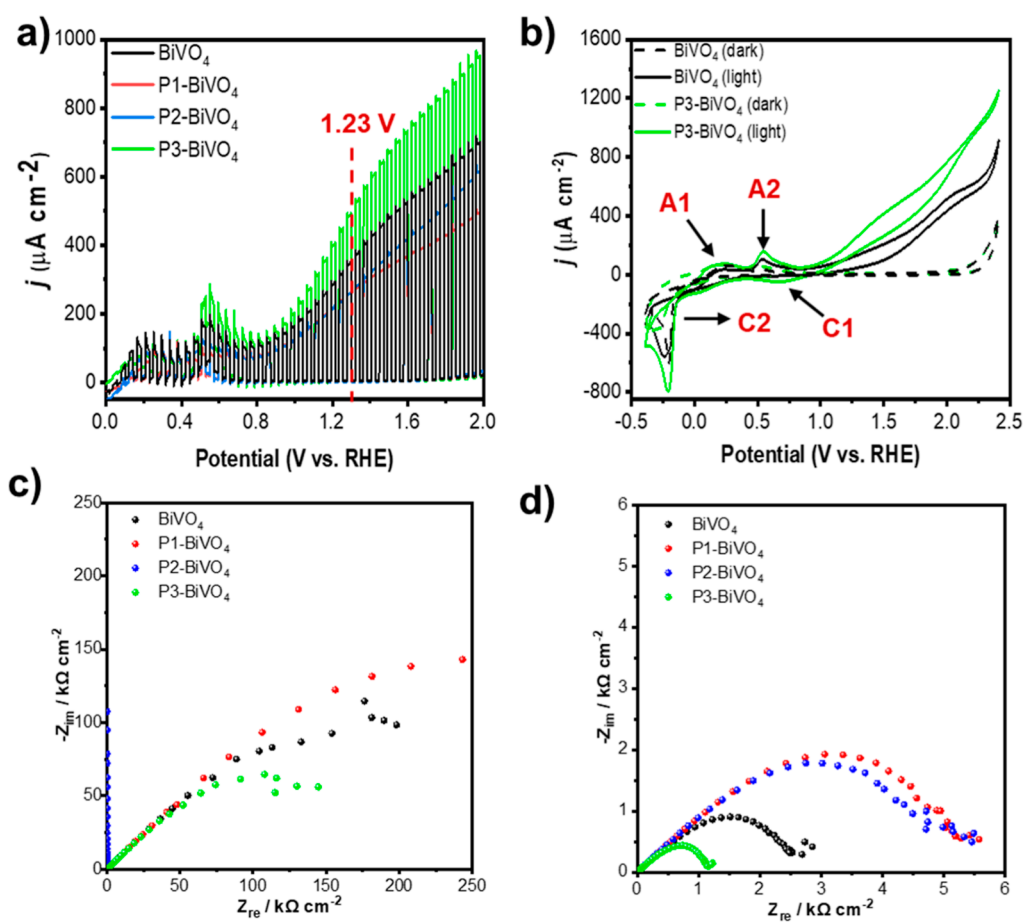 a)
j (μA cm-2)
1000
800
600
400
200
0
BiVO4
P1-BiVO4
P2-BiVO4
P3-BiVO4
1.23 V
0.0 0.4 0.8 1.2 1.6 2.0
Potential (V vs. RHE)
b)
j (μA cm-2)
1600
1200
800
400
0
-400
-800
BiVO4 (dark)
BiVO4 (light)
P3-BiVO4 (dark)
P3-BiVO4 (light)
A1
A2
C2
C1
-0.5 0.0 0.5 1.0 1.5 2.0 2.5
Potential (V vs. RHE)
c)
-Zim / kΩ cm-2
250
200
150
100
50
0
BiVO4
P1-BiVO4
P2-BiVO4
P3-BiVO4
0 50 100 150 200 250
Zre / kΩ cm-2
d)
-Zim / kΩ cm-2
6
5
4
3
2
1
0
BiVO4
P1-BiVO4
P2-BiVO4
P3-BiVO4
0 1 2 3 4 5 6
Zre / kΩ cm-2